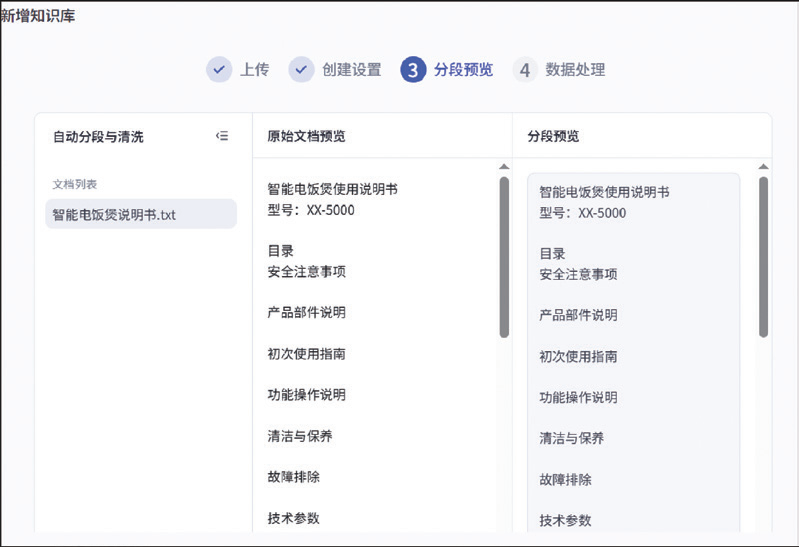 新增知识库
上传
创建设置
3 分段预览
4 数据处理
自动分段与清洗
文档列表
智能电饭煲说明书.txt
原始文档预览
智能电饭煲使用说明书
型号：XX-5000
目录
安全注意事项
产品部件说明
初次使用指南
功能操作说明
清洁与保养
故障排除
技术参数
分段预览
智能电饭煲使用说明书
型号：XX-5000
目录
安全注意事项
产品部件说明
初次使用指南
功能操作说明
清洁与保养
故障排除
技术参数